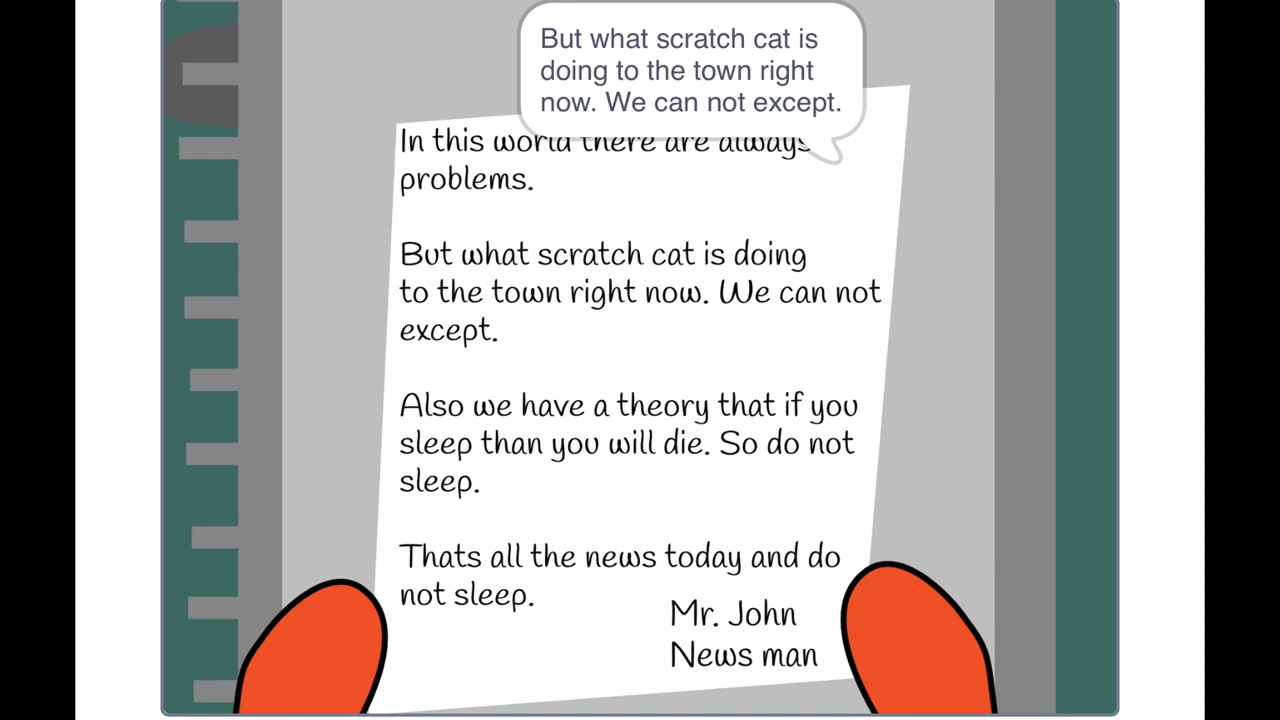 But what scratch cat is
doing to the town right
now. We can not except.
In this world there are always
problems.
But what scratch cat is doing
to the town right now. We can not
except.
Also we have a theory that if you
sleep than you will die. So do not
sleep.
Thats all the news today and do
not sleep.
Mr. John
News man